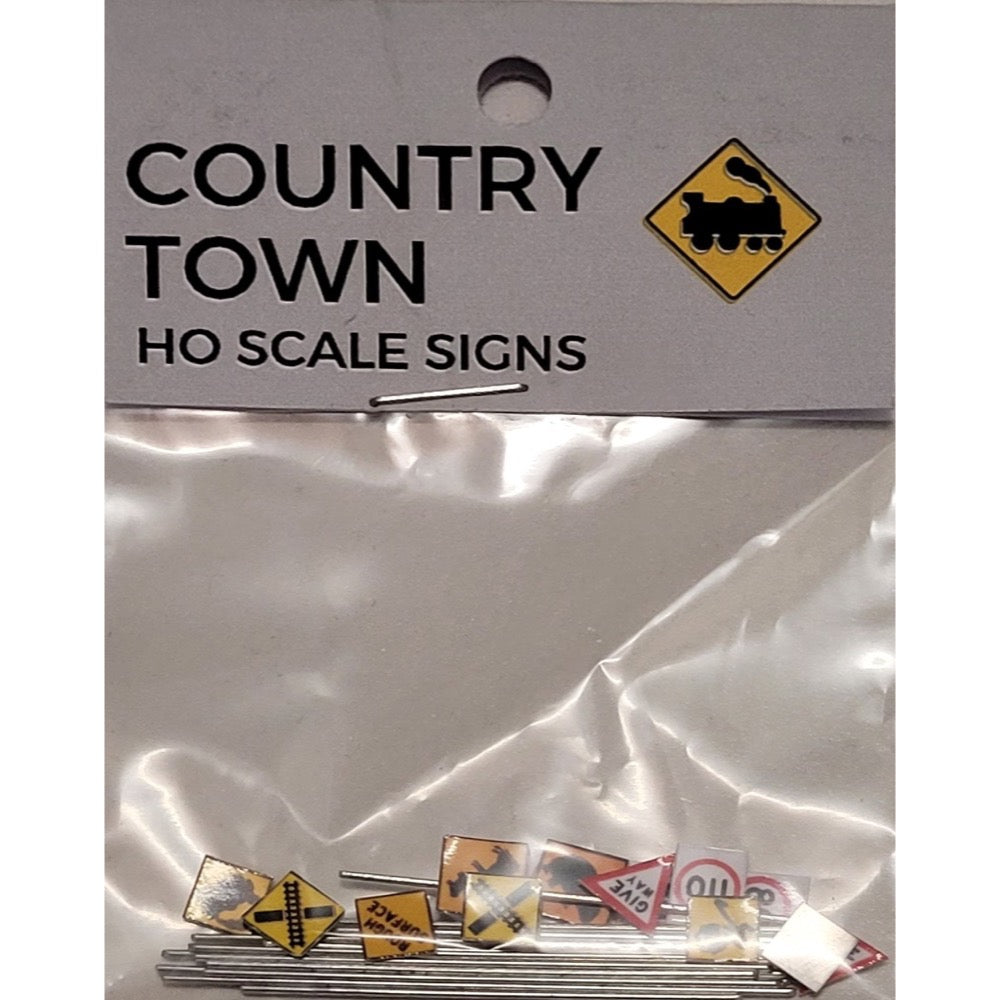 COUNTRY
TOWN
HO SCALE SIGNS
ROUGH
SURFACE
GIVE
WAY
110